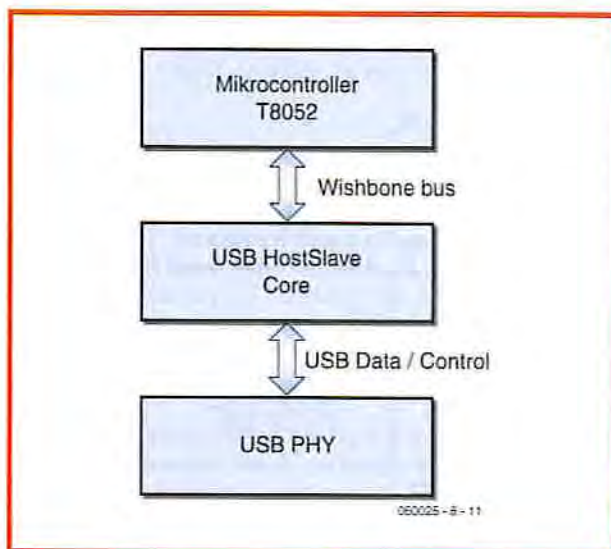 Mikrocontroller
T8052
Wishbone bus
USB HostSlave
Core
USB Data / Control
USB PHY
060025 - 8 - 11